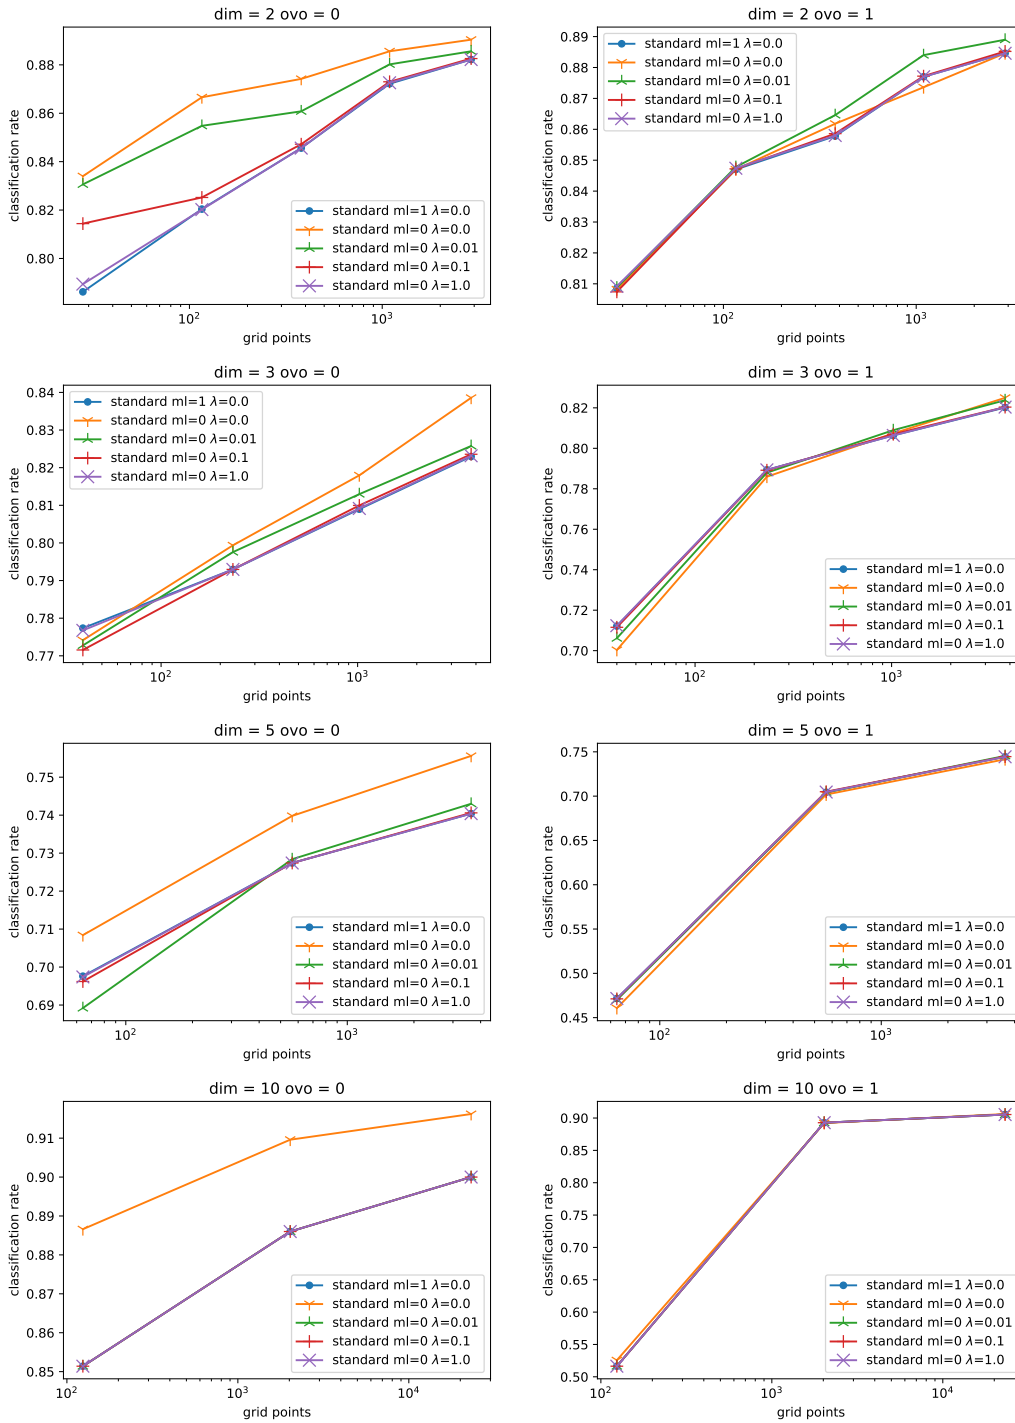 dim = 2 ovo = 0
classification rate
0.88
0.86
0.84
0.82
0.80
standard ml=1 λ=0.0
standard ml=0 λ=0.0
standard ml=0 λ=0.01
standard ml=0 λ=0.1
standard ml=0 λ=1.0
10²
10³
grid points
dim = 2 ovo = 1
classification rate
0.89
0.88
0.87
0.86
0.85
0.84
0.83
0.82
0.81
standard ml=1 λ=0.0
standard ml=0 λ=0.0
standard ml=0 λ=0.01
standard ml=0 λ=0.1
standard ml=0 λ=1.0
10²
10³
grid points
dim = 3 ovo = 0
classification rate
0.84
0.83
0.82
0.81
0.80
0.79
0.78
0.77
standard ml=1 λ=0.0
standard ml=0 λ=0.0
standard ml=0 λ=0.01
standard ml=0 λ=0.1
standard ml=0 λ=1.0
10²
10³
grid points
dim = 3 ovo = 1
classification rate
0.82
0.80
0.78
0.76
0.74
0.72
0.70
standard ml=1 λ=0.0
standard ml=0 λ=0.0
standard ml=0 λ=0.01
standard ml=0 λ=0.1
standard ml=0 λ=1.0
10²
10³
grid points
dim = 5 ovo = 0
classification rate
0.75
0.74
0.73
0.72
0.71
0.70
0.69
standard ml=1 λ=0.0
standard ml=0 λ=0.0
standard ml=0 λ=0.01
standard ml=0 λ=0.1
standard ml=0 λ=1.0
10²
10³
grid points
dim = 5 ovo = 1
classification rate
0.75
0.70
0.65
0.60
0.55
0.50
0.45
standard ml=1 λ=0.0
standard ml=0 λ=0.0
standard ml=0 λ=0.01
standard ml=0 λ=0.1
standard ml=0 λ=1.0
10²
10³
grid points
dim = 10 ovo = 0
classification rate
0.91
0.90
0.89
0.88
0.87
0.86
0.85
standard ml=1 λ=0.0
standard ml=0 λ=0.0
standard ml=0 λ=0.01
standard ml=0 λ=0.1
standard ml=0 λ=1.0
10²
10³
10⁴
grid points
dim = 10 ovo = 1
classification rate
0.90
0.85
0.80
0.75
0.70
0.65
0.60
0.55
0.50
standard ml=1 λ=0.0
standard ml=0 λ=0.0
standard ml=0 λ=0.01
standard ml=0 λ=0.1
standard ml=0 λ=1.0
10²
10³
10⁴
grid points